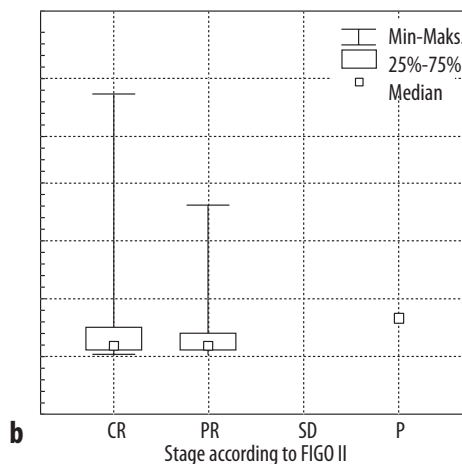 Min-Maks.
25%-75%
Median
b
CR PR SD P
Stage according to FIGO II